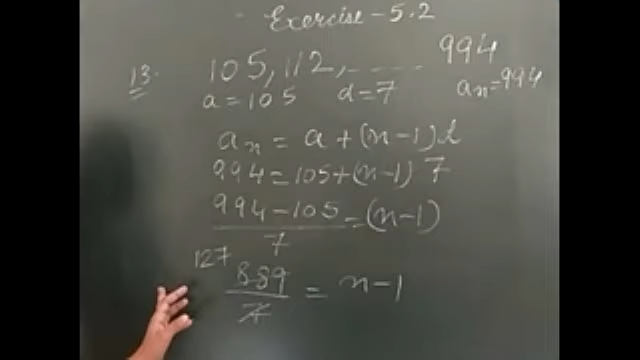 Exercise - 5.2
13. 105, 112, ---- 994
a = 105 d = 7 an = 994
an = a + (n-1) d
994 = 105 + (n-1) 7
994 - 105 / 7 = (n-1)
127
889 / 7 = n - 1